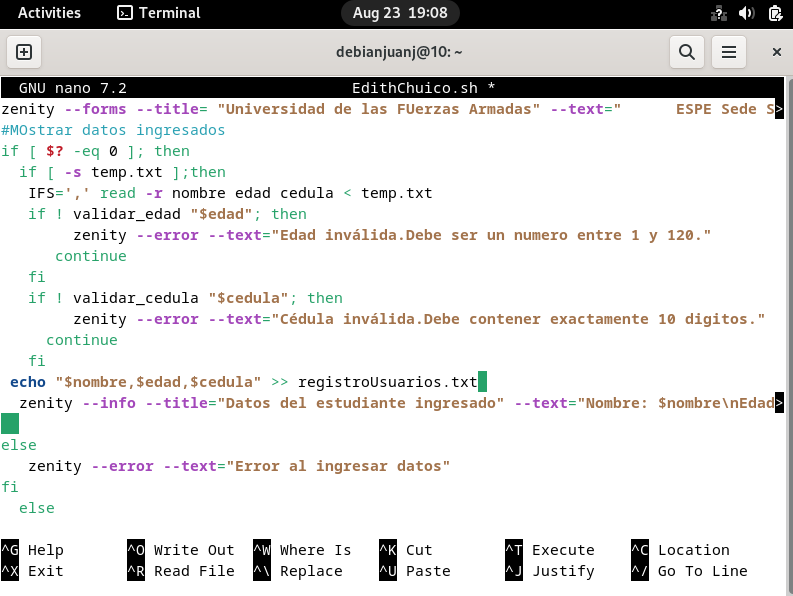 Activities Terminal Aug 23 19:08
debianjuanj@10: ~
GNU nano 7.2 EdithChuico.sh *
zenity --forms --title= "Universidad de las FUerzas Armadas" --text=" ESPE Sede S>
#MOstrar datos ingresados
if [ $? -eq 0 ]; then
if [ -s temp.txt ];then
IFS=',' read -r nombre edad cedula < temp.txt
if ! validar_edad "$edad"; then
zenity --error --text="Edad inválida.Debe ser un numero entre 1 y 120."
continue
fi
if ! validar_cedula "$cedula"; then
zenity --error --text="Cédula inválida.Debe contener exactamente 10 digitos."
continue
fi
echo "$nombre,$edad,$cedula" >> registroUsuarios.txt
zenity --info --title="Datos del estudiante ingresado" --text="Nombre: $nombre\nEdad>
else
zenity --error --text="Error al ingresar datos"
fi
else
^G Help ^O Write Out ^W Where Is ^K Cut ^T Execute ^C Location
^X Exit ^R Read File ^\ Replace ^U Paste ^J Justify ^/ Go To Line